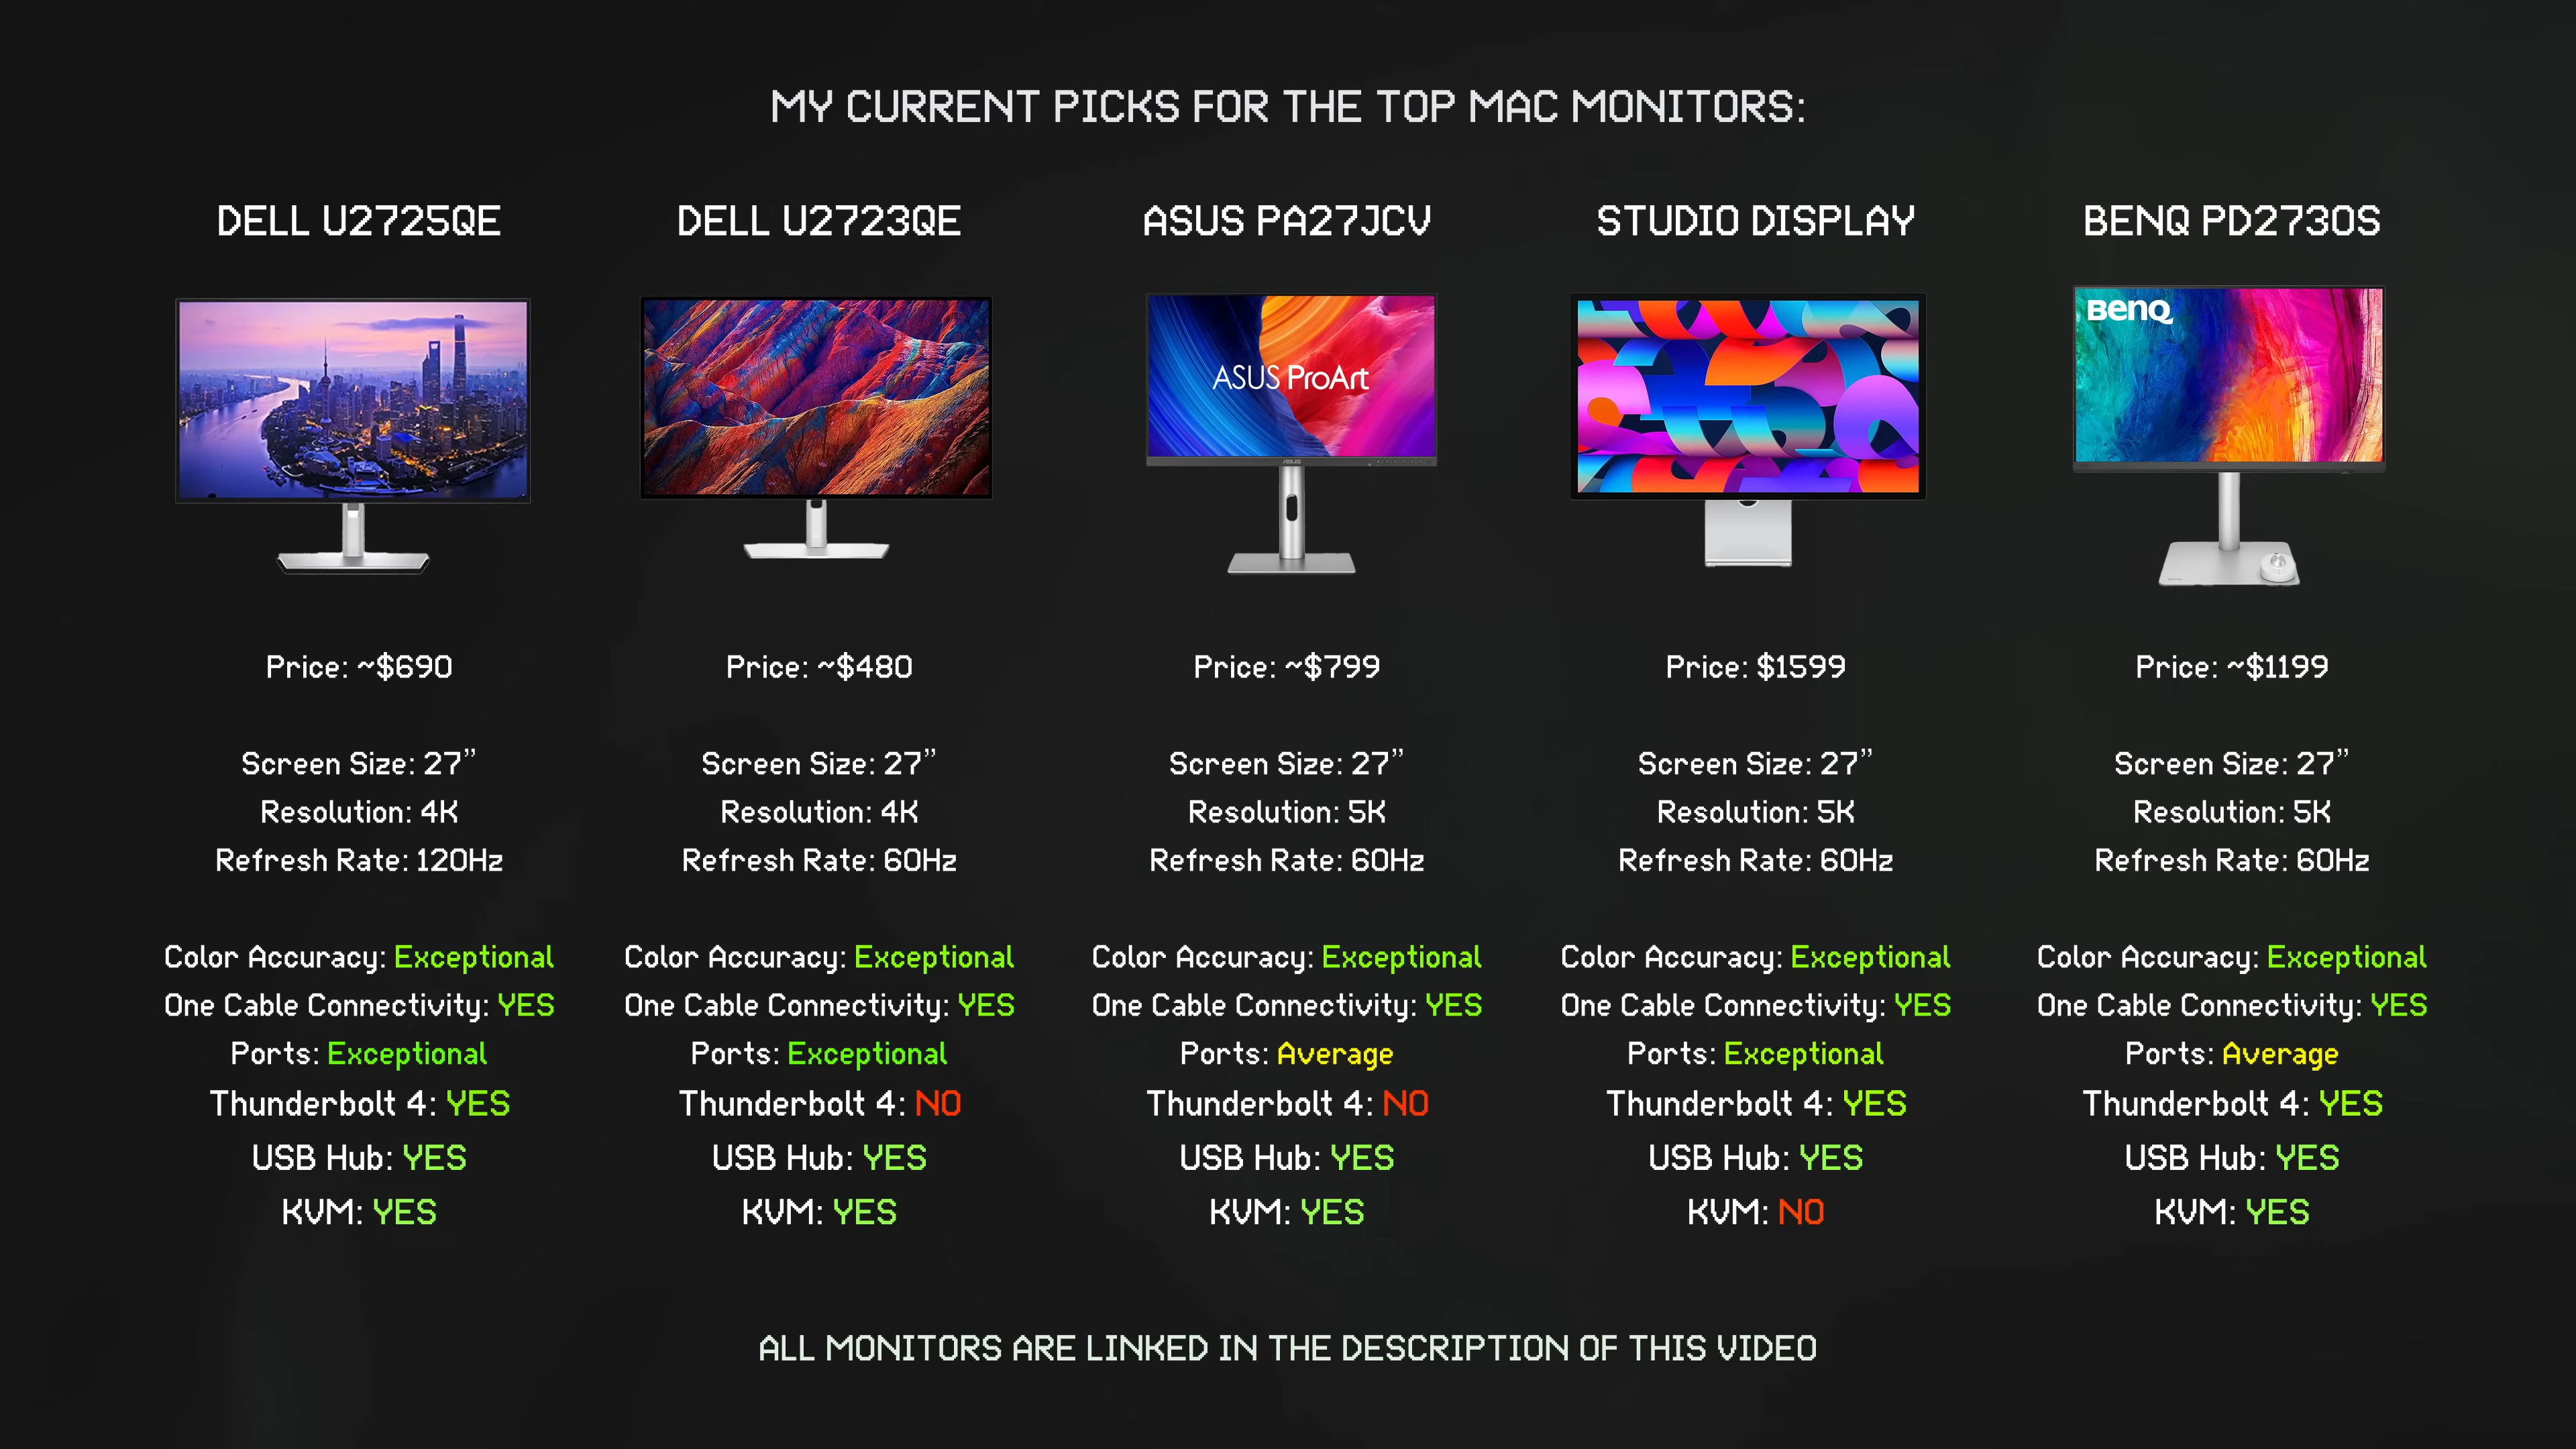 MY CURRENT PICKS FOR THE TOP MAC MONITORS:
DELL U2725QE
DELL U2723QE
ASUS PA27JCV
STUDIO DISPLAY
BENQ PD2730S
ASUS ProArt
ASUS
BenQ
Price: ~$690
Price: ~$480
Price: ~$799
Price: $1599
Price: ~$1199
Screen Size: 27”
Resolution: 4K
Refresh Rate: 120Hz
Screen Size: 27”
Resolution: 4K
Refresh Rate: 60Hz
Screen Size: 27”
Resolution: 5K
Refresh Rate: 60Hz
Screen Size: 27”
Resolution: 5K
Refresh Rate: 60Hz
Screen Size: 27”
Resolution: 5K
Refresh Rate: 60Hz
Color Accuracy: Exceptional
One Cable Connectivity: YES
Ports: Exceptional
Thunderbolt 4: YES
USB Hub: YES
KVM: YES
Color Accuracy: Exceptional
One Cable Connectivity: YES
Ports: Exceptional
Thunderbolt 4: NO
USB Hub: YES
KVM: YES
Color Accuracy: Exceptional
One Cable Connectivity: YES
Ports: Average
Thunderbolt 4: NO
USB Hub: YES
KVM: YES
Color Accuracy: Exceptional
One Cable Connectivity: YES
Ports: Exceptional
Thunderbolt 4: YES
USB Hub: YES
KVM: NO
Color Accuracy: Exceptional
One Cable Connectivity: YES
Ports: Average
Thunderbolt 4: YES
USB Hub: YES
KVM: YES
ALL MONITORS ARE LINKED IN THE DESCRIPTION OF THIS VIDEO